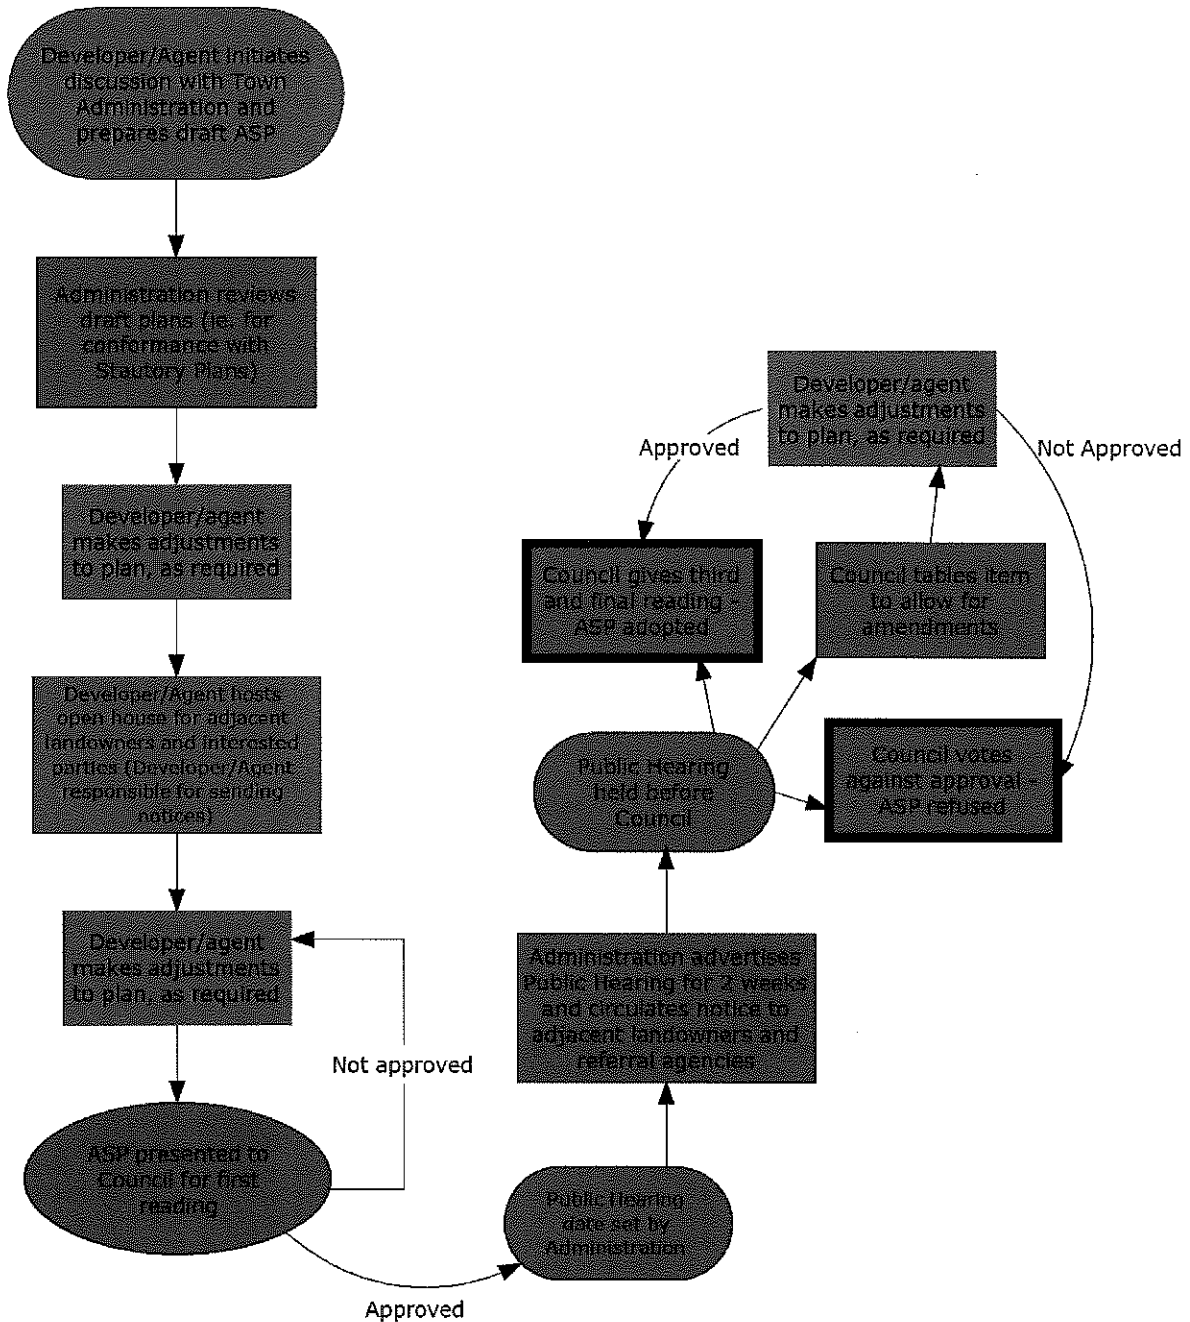 Developer/Agent initiates
discussion with Town
Administration and
prepares draft ASP
Administration reviews
draft plans (ie. for
conformance with
Stautory Plans)
Developer/agent
makes adjustments
to plan, as required
Developer/Agent hosts
open house for adjacent
landowners and interested
parties (Developer/Agent
responsible for sending
notices)
Developer/agent
makes adjustments
to plan, as required
Not approved
ASP presented to
Council for first
reading
Approved
Public Hearing
date set by
Administration
Administration advertises
Public Hearing for 2 weeks
and circulates notice to
adjacent landowners and
referral agencies
Public Hearing
held before
Council
Council gives third
and final reading -
ASP adopted
Council tables item
to allow for
amendments
Council votes
against approval -
ASP refused
Developer/agent
makes adjustments
to plan, as required
Approved
Not Approved